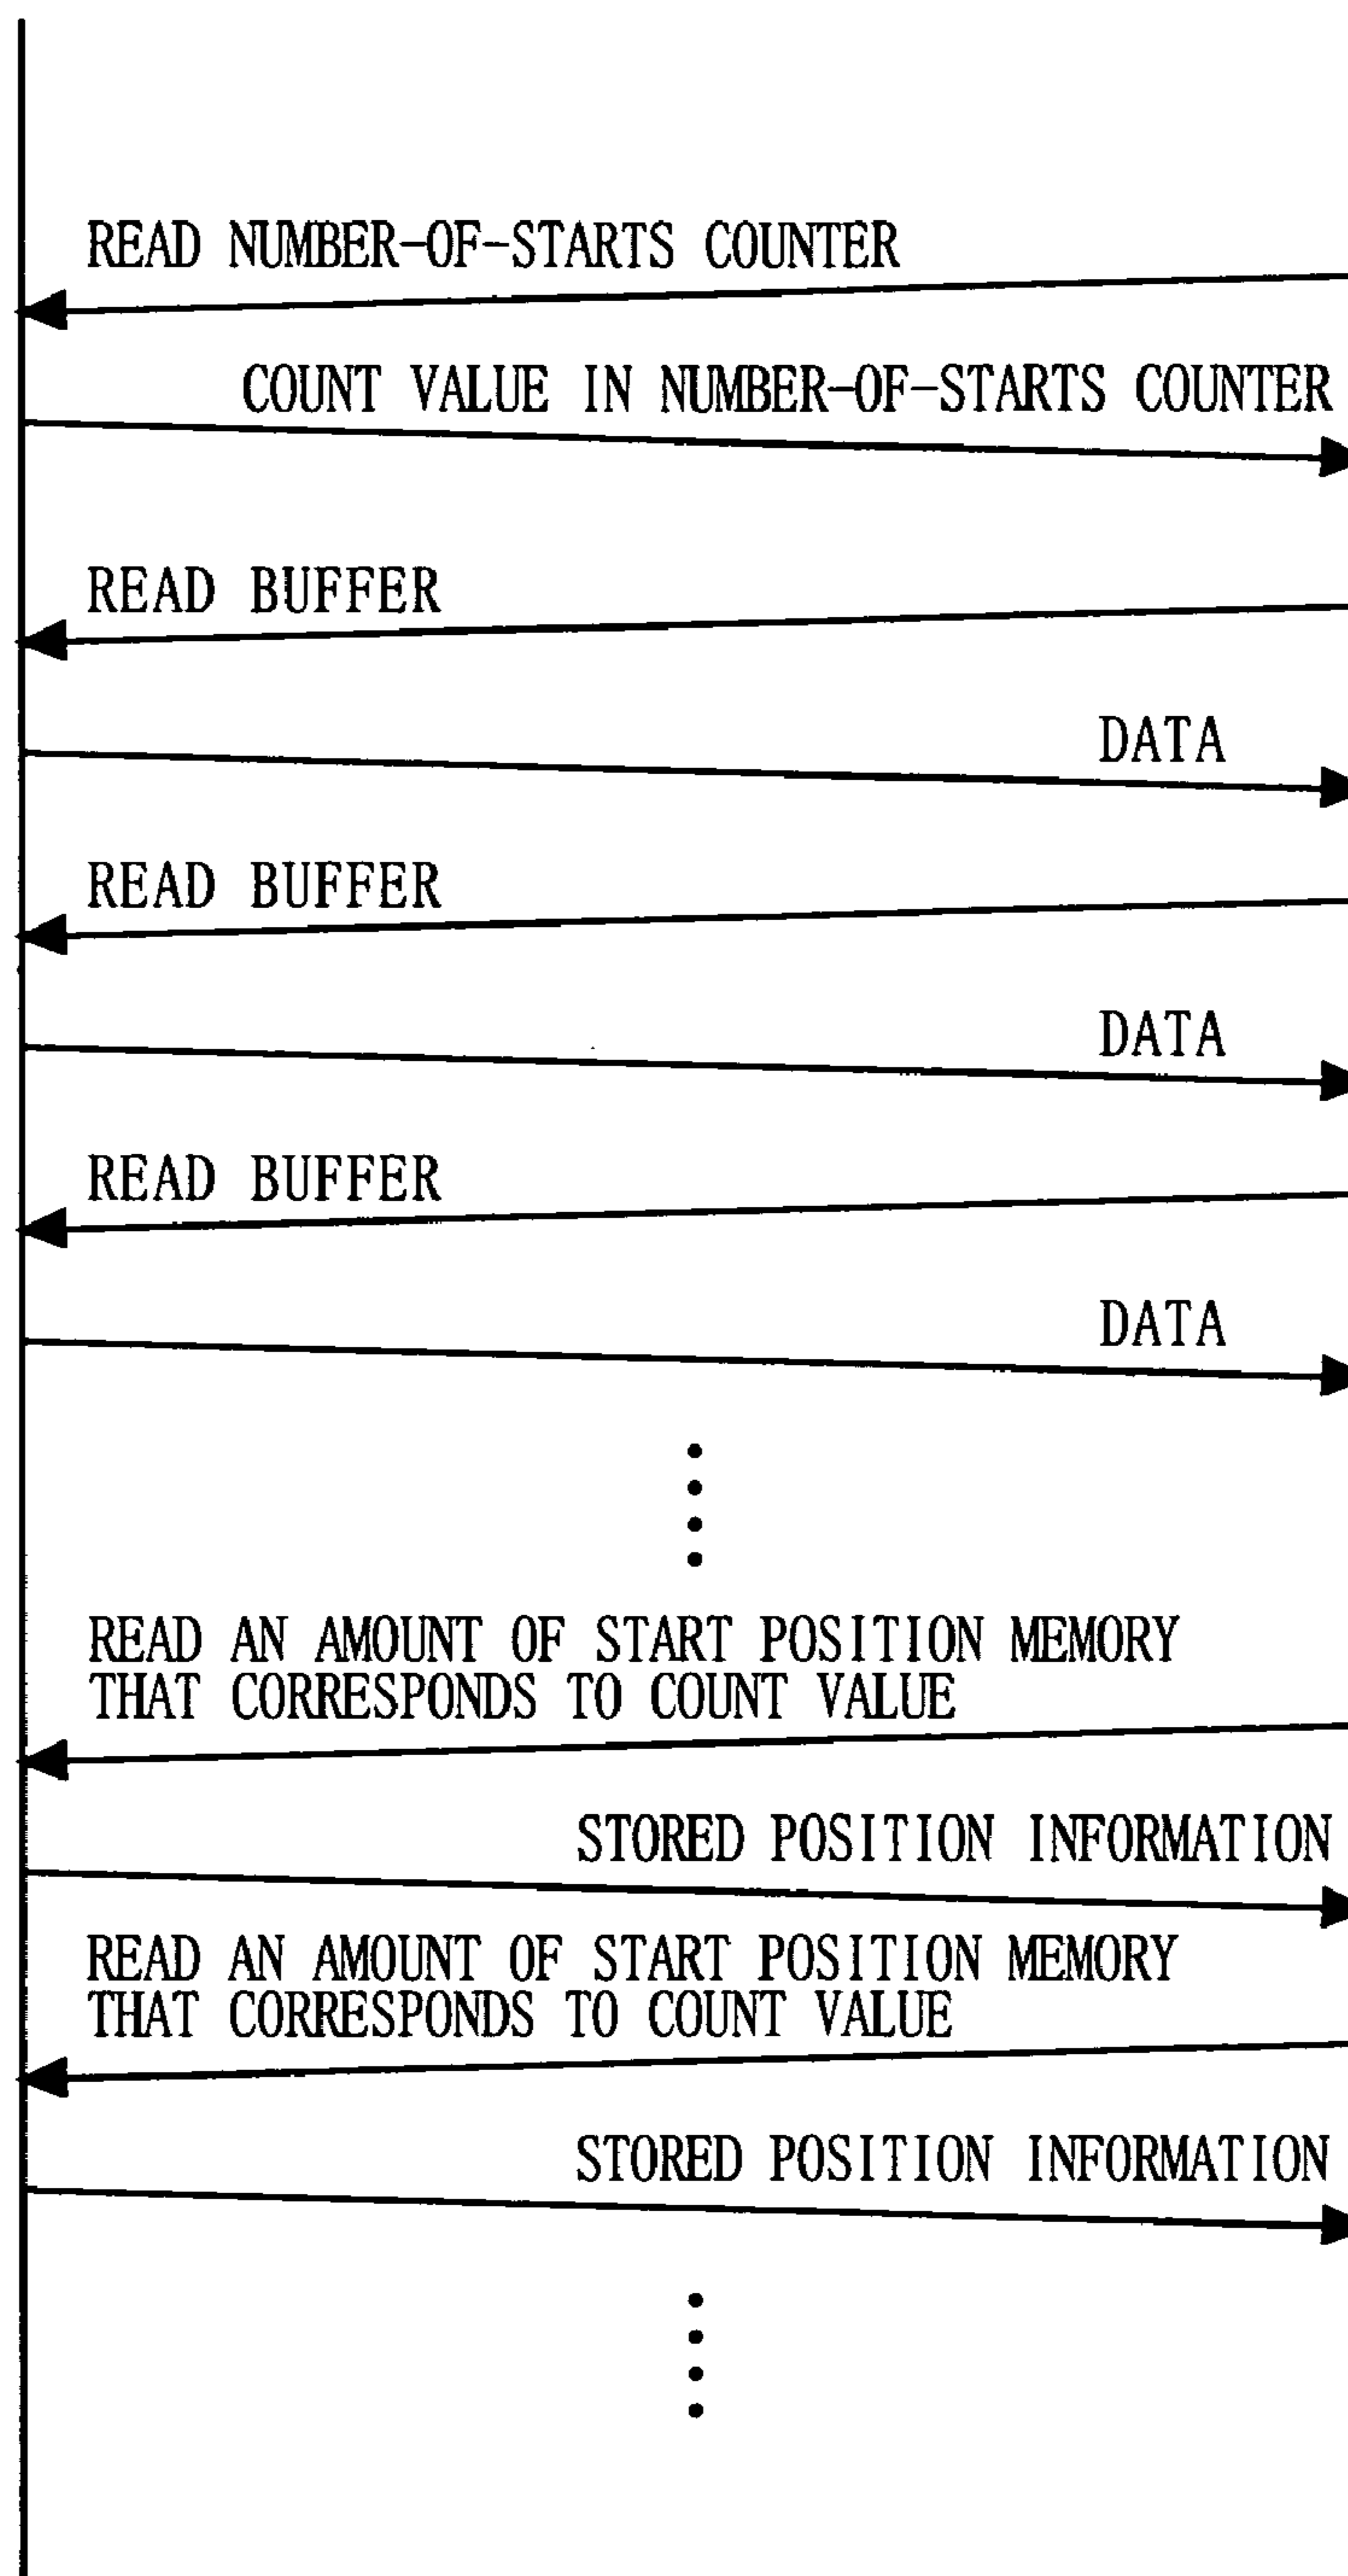 READ NUMBER-OF-STARTS COUNTER
COUNT VALUE IN NUMBER-OF-STARTS COUNTER
READ BUFFER
DATA
READ BUFFER
DATA
READ BUFFER
DATA
READ AN AMOUNT OF START POSITION MEMORY
THAT CORRESPONDS TO COUNT VALUE
STORED POSITION INFORMATION
READ AN AMOUNT OF START POSITION MEMORY
THAT CORRESPONDS TO COUNT VALUE
STORED POSITION INFORMATION